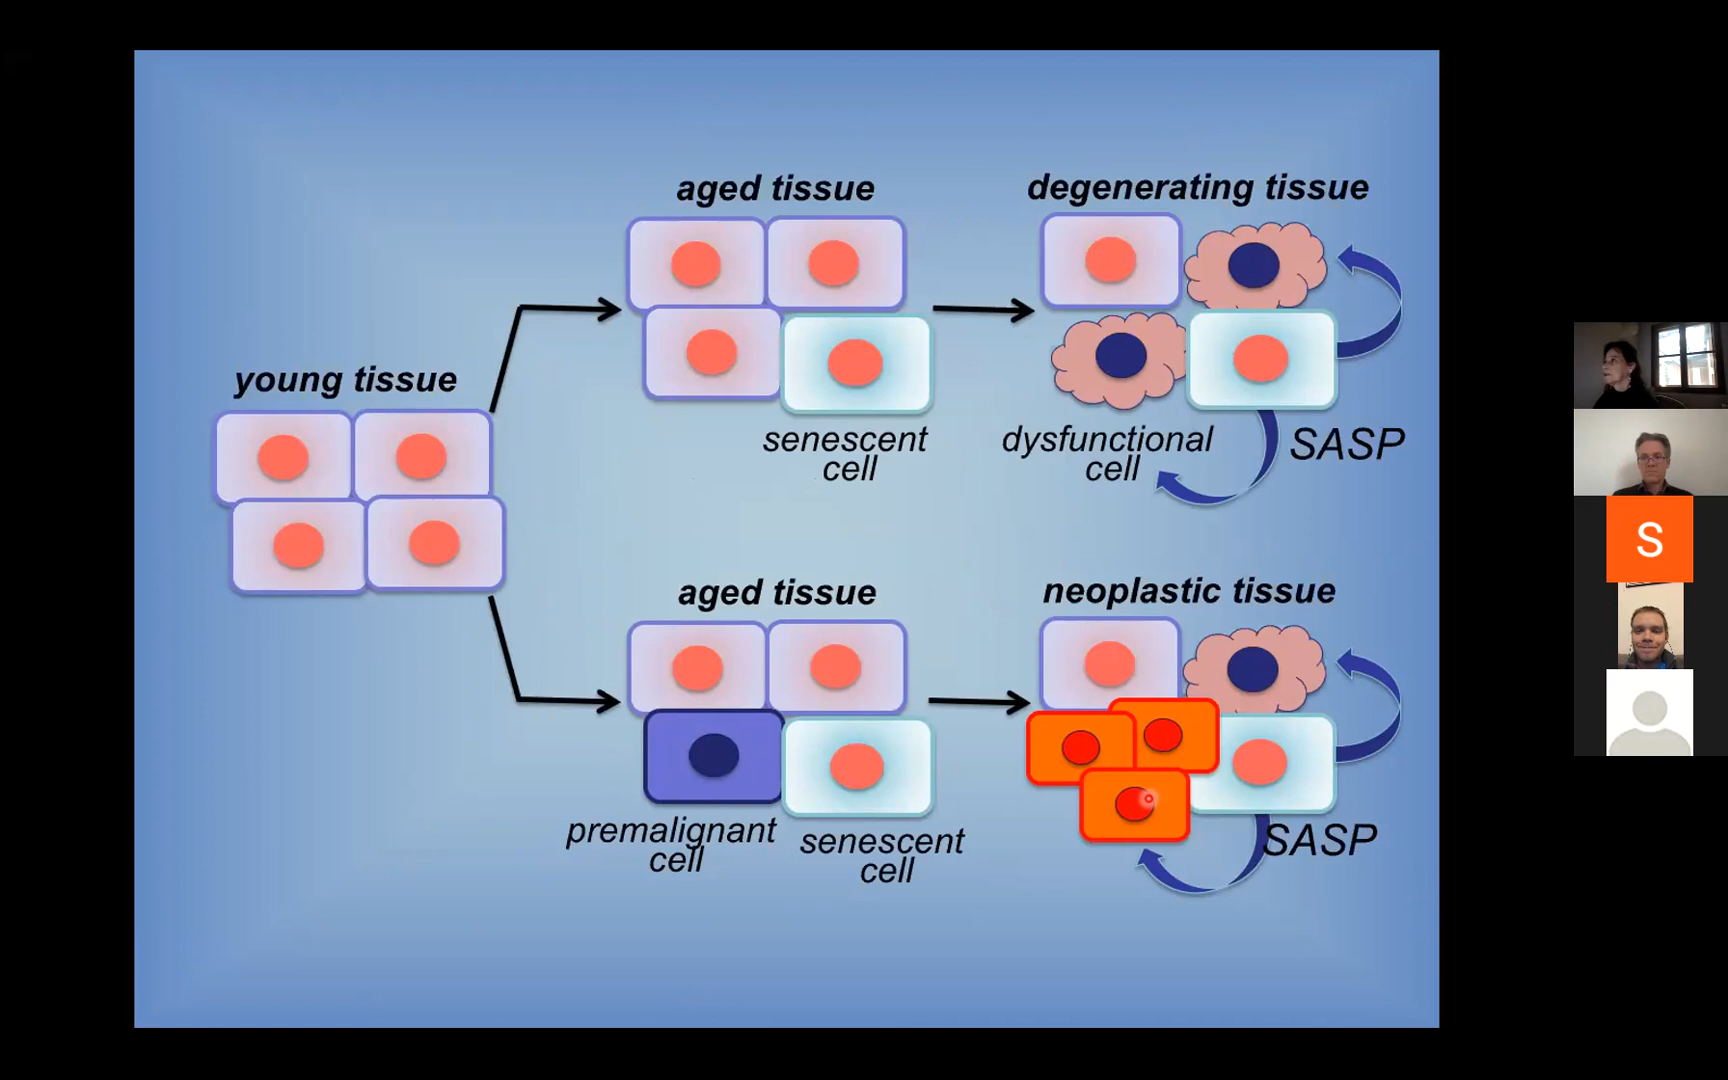 young tissue
aged tissue
senescent
cell
degenerating tissue
dysfunctional
cell
SASP
aged tissue
premalignant
cell
senescent
cell
neoplastic tissue
SASP
S